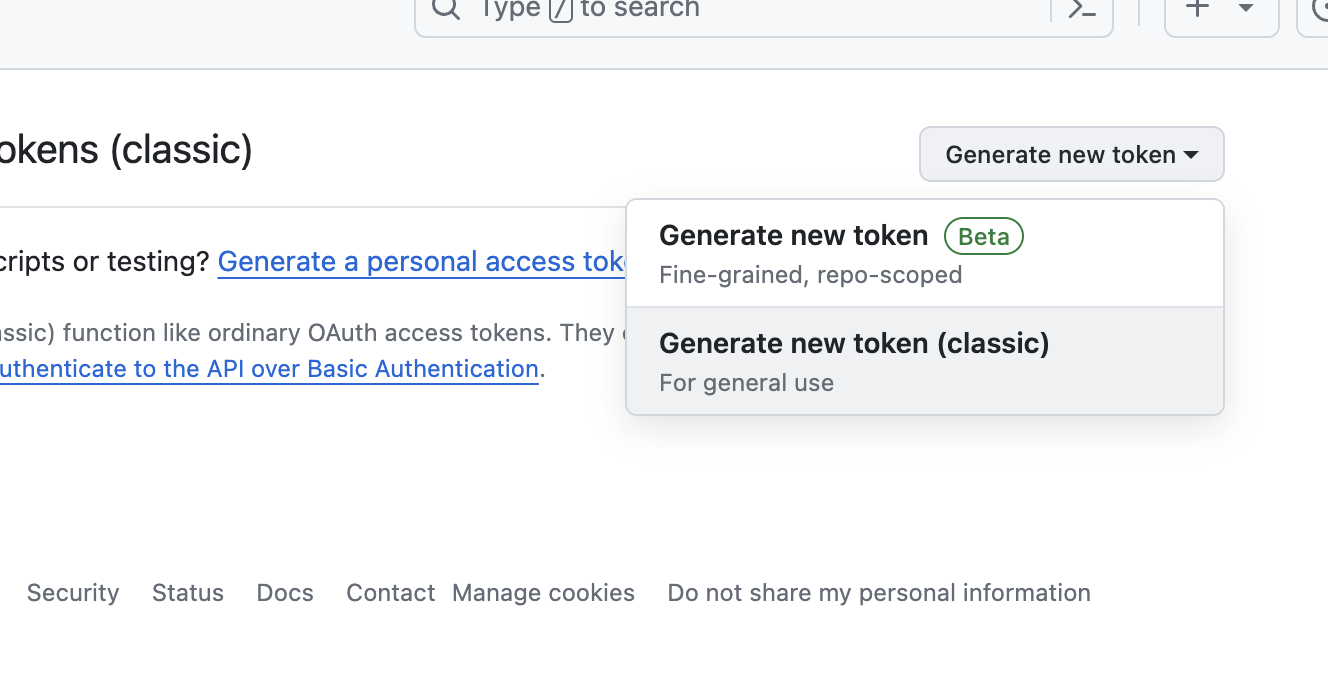 Type / to search
okens (classic)
Generate new token
Generate new token Beta
Fine-grained, repo-scoped
Generate new token (classic)
For general use
cripts or testing? Generate a personal access tok
ssic) function like ordinary OAuth access tokens. They
uthenticate to the API over Basic Authentication.
Security Status Docs Contact Manage cookies Do not share my personal information